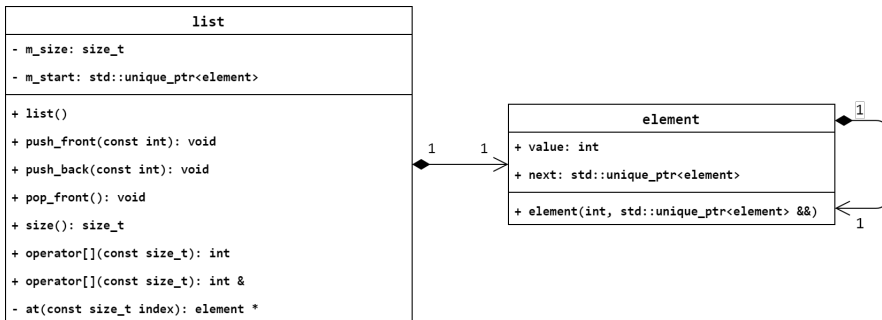 list
- m_size: size_t
- m_start: std::unique_ptr<element>
+ list()
+ push_front(const int): void
+ push_back(const int): void
+ pop_front(): void
+ size(): size_t
+ operator[](const size_t): int
+ operator[](const size_t): int &
- at(const size_t index): element *
1
1
element
+ value: int
+ next: std::unique_ptr<element>
+ element(int, std::unique_ptr<element> &&)
1
1